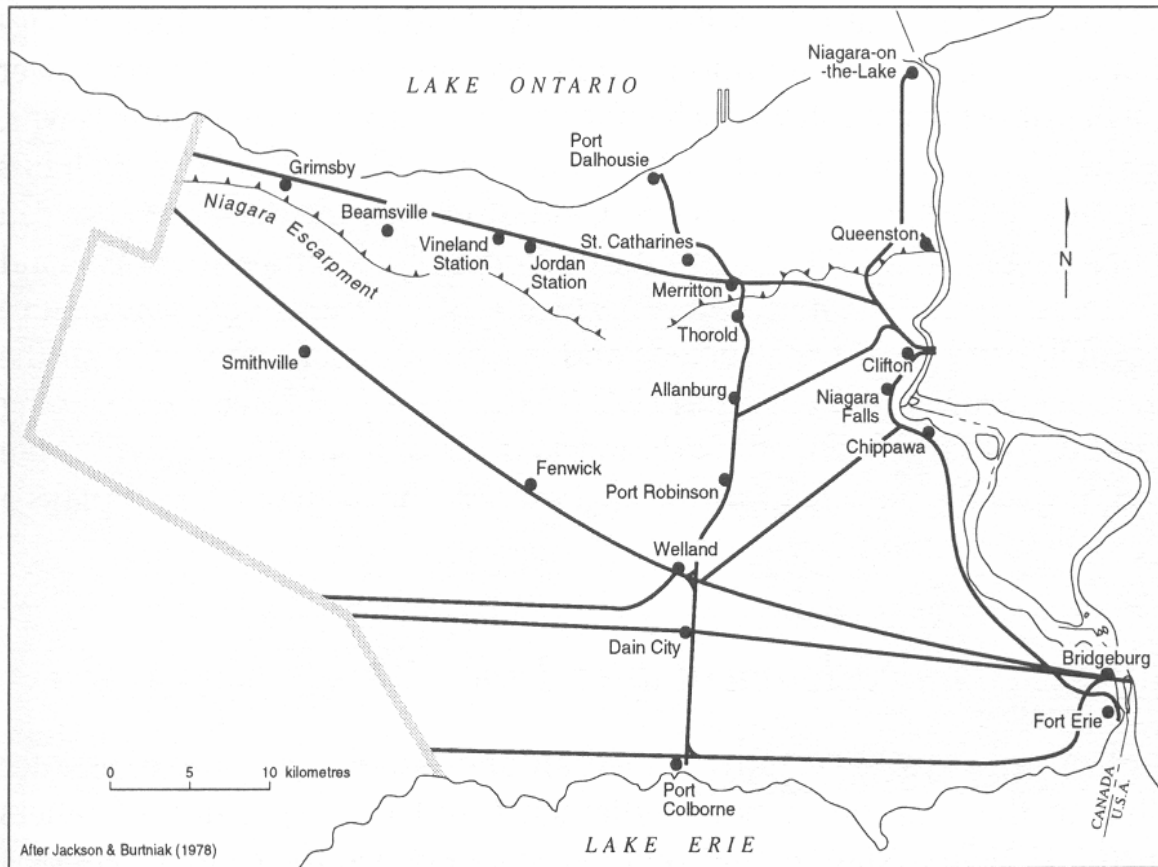 Niagara-on
-the-Lake
LAKE ONTARIO
Port
Dalhousie
Grimsby
Niagara Escarpment
Beamsville
Vineland
Station
Jordan
Station
St. Catharines
Queenston
N
Merritton
Thorold
Smithville
Clifton
Allanburg
Niagara
Falls
Chippawa
Fenwick
Port Robinson
Welland
Dain City
Bridgeburg
Fort Erie
0 5 10 kilometres
Port
Colborne
CANADA
U.S.A.
After Jackson & Burtniak (1978)
LAKE ERIE